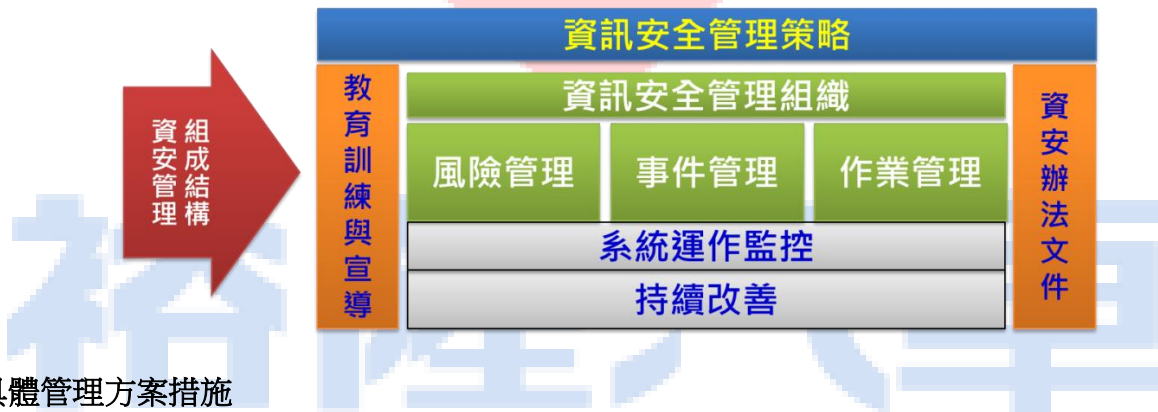 資訊安全管理策略
資安管理
組成結構
教育訓練與宣導
資訊安全管理組織
風險管理
事件管理
作業管理
系統運作監控
持續改善
資安辦法文件
體管理方案措施